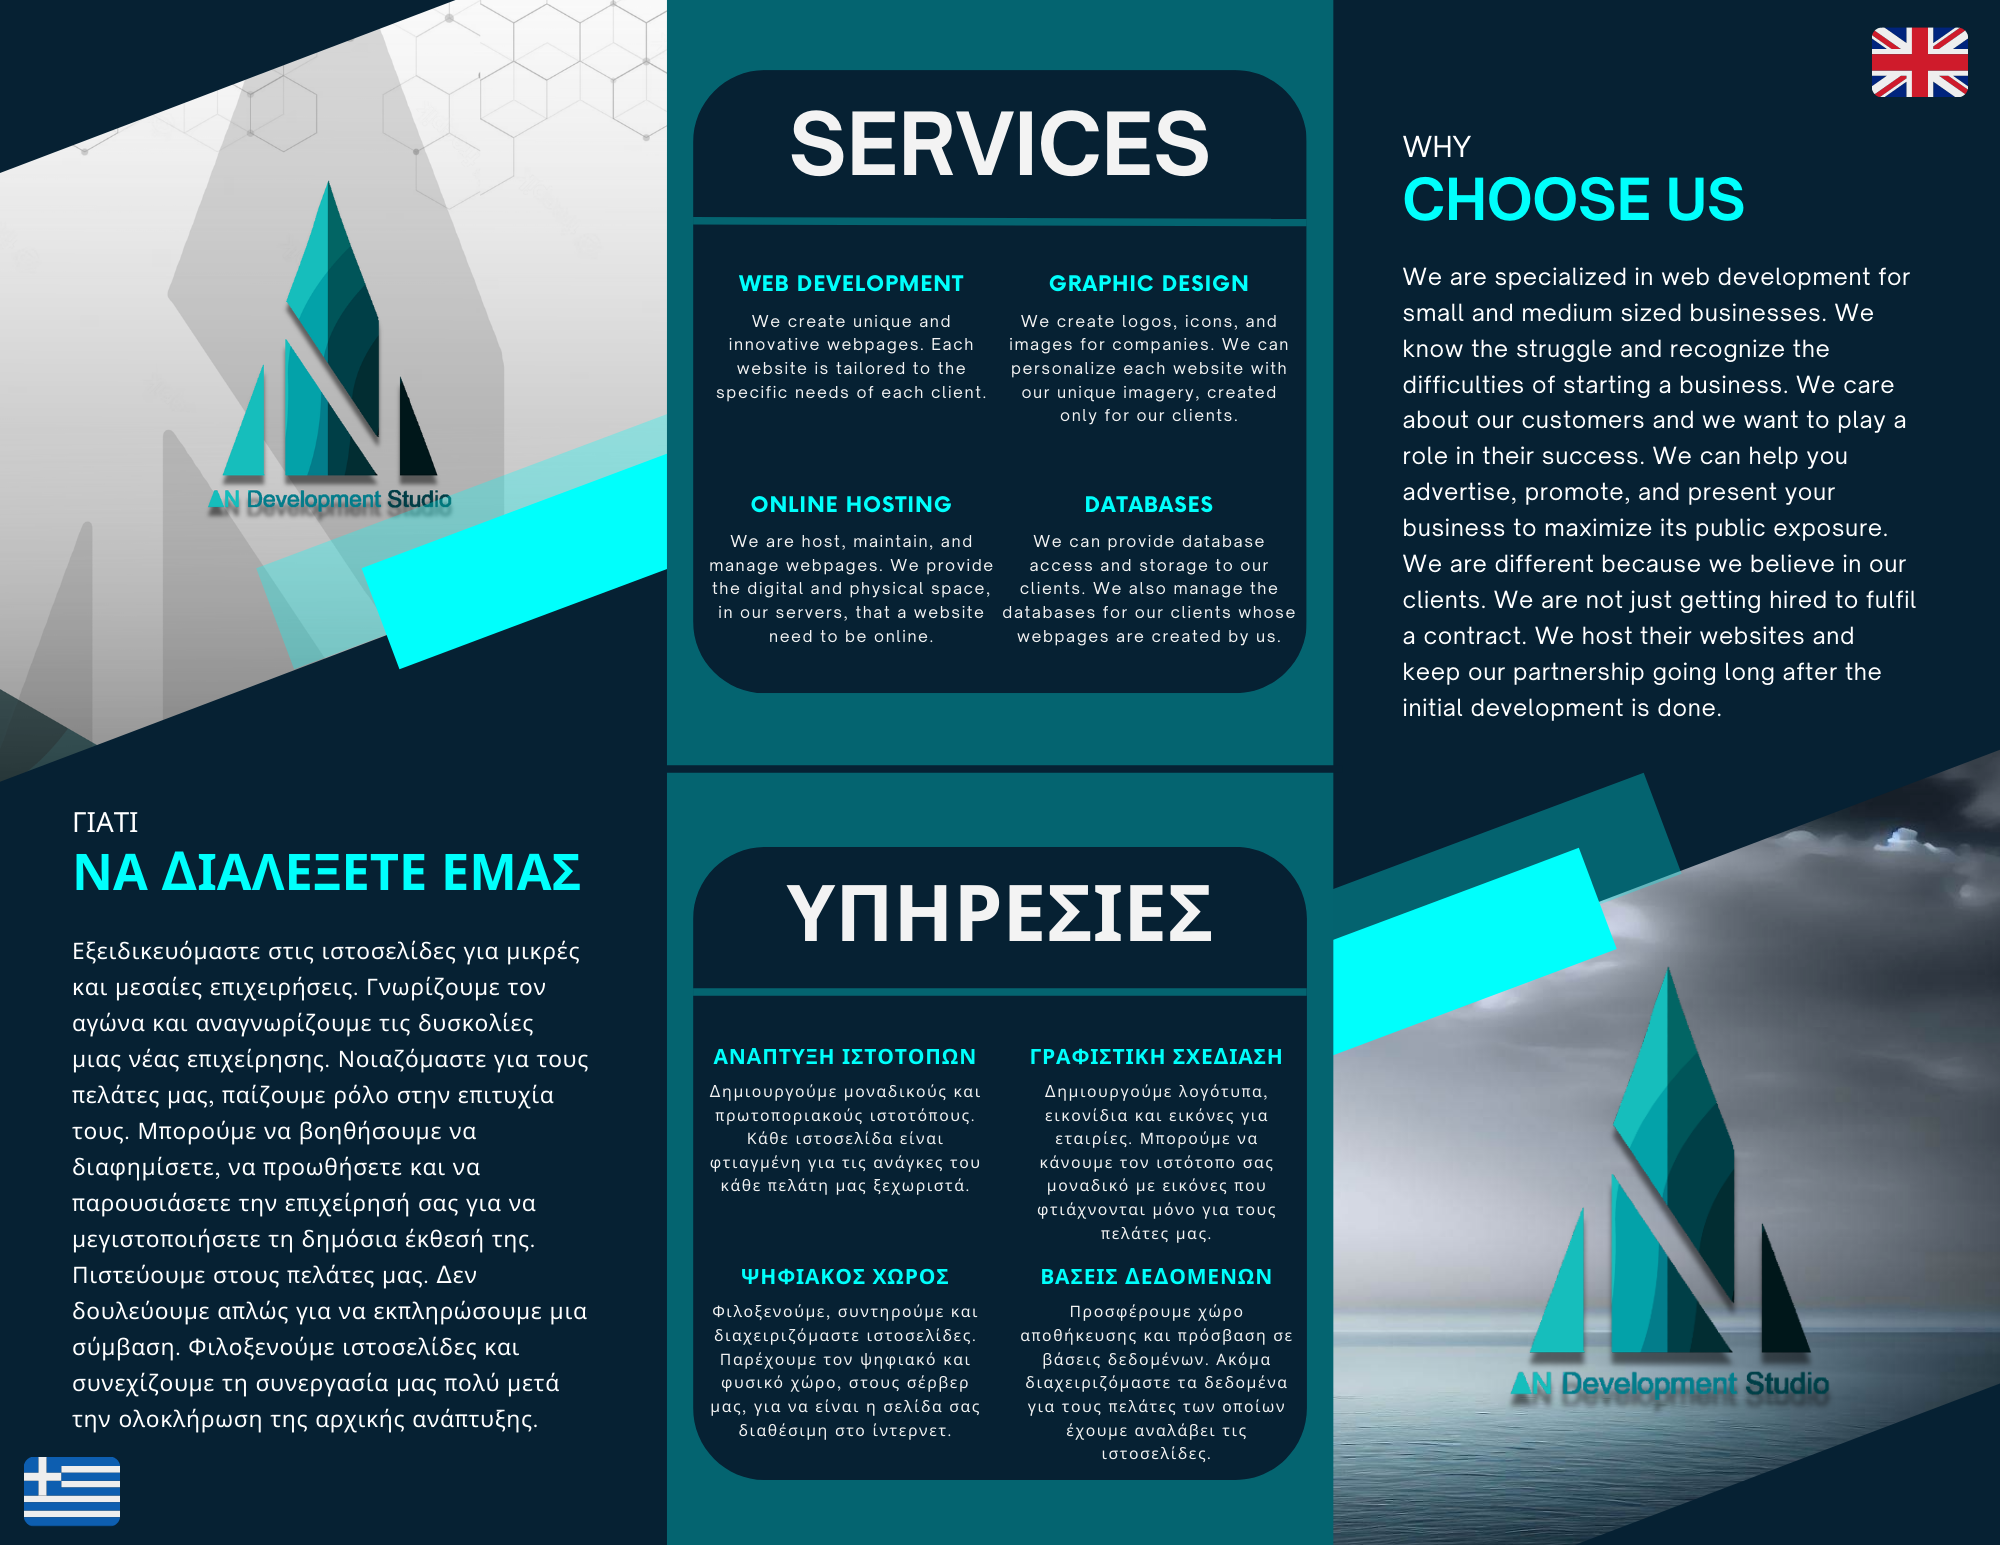 AN Development Studio
SERVICES
WEB DEVELOPMENT
We create unique and
innovative webpages. Each
website is tailored to the
specific needs of each client.
GRAPHIC DESIGN
We create logos, icons, and
images for companies. We can
personalize each website with
our unique imagery, created
only for our clients.
ONLINE HOSTING
We are host, maintain, and
manage webpages. We provide
the digital and physical space,
in our servers, that a website
need to be online.
DATABASES
We can provide database
access and storage to our
clients. We also manage the
databases for our clients whose
webpages are created by us.
WHY
CHOOSE US
We are specialized in web development for
small and medium sized businesses. We
know the struggle and recognize the
difficulties of starting a business. We care
about our customers and we want to play a
role in their success. We can help you
advertise, promote, and present your
business to maximize its public exposure.
We are different because we believe in our
clients. We are not just getting hired to fulfil
a contract. We host their websites and
keep our partnership going long after the
initial development is done.
ΓΙΑΤΙ
ΝΑ ΔΙΑΛΕΞΕΤΕ ΕΜΑΣ
Εξειδικευόμαστε στις ιστοσελίδες για μικρές
και μεσαίες επιχειρήσεις. Γνωρίζουμε τον
αγώνα και αναγνωρίζουμε τις δυσκολίες
μιας νέας επιχείρησης. Νοιαζόμαστε για τους
πελάτες μας, παίζουμε ρόλο στην επιτυχία
τους. Μπορούμε να βοηθήσουμε να
διαφημίσετε, να προωθήσετε και να
παρουσιάσετε την επιχείρησή σας για να
μεγιστοποιήσετε τη δημόσια έκθεσή της.
Πιστεύουμε στους πελάτες μας. Δεν
δουλεύουμε απλώς για να εκπληρώσουμε μια
σύμβαση. Φιλοξενούμε ιστοσελίδες και
συνεχίζουμε τη συνεργασία μας πολύ μετά
την ολοκλήρωση της αρχικής ανάπτυξης.
ΥΠΗΡΕΣΙΕΣ
ΑΝΑΠΤΥΞΗ ΙΣΤΟΤΟΠΩΝ
Δημιουργούμε μοναδικούς και
πρωτοποριακούς ιστοτόπους.
Κάθε ιστοσελίδα είναι
φτιαγμένη για τις ανάγκες του
κάθε πελάτη μας ξεχωριστά.
ΓΡΑΦΙΣΤΙΚΗ ΣΧΕΔΙΑΣΗ
Δημιουργούμε λογότυπα,
εικονίδια και εικόνες για
εταιρίες. Μπορούμε να
κάνουμε τον ιστότοπο σας
μοναδικό με εικόνες που
φτιάχνονται μόνο για τους
πελάτες μας.
ΨΗΦΙΑΚΟΣ ΧΩΡΟΣ
Φιλοξενούμε, συντηρούμε και
διαχειριζόμαστε ιστοσελίδες.
Παρέχουμε τον ψηφιακό και
φυσικό χώρο, στους σέρβερ
μας, για να είναι η σελίδα σας
διαθέσιμη στο ίντερνετ.
ΒΑΣΕΙΣ ΔΕΔΟΜΕΝΩΝ
Προσφέρουμε χώρο
αποθήκευσης και πρόσβαση σε
βάσεις δεδομένων. Ακόμα
διαχειριζόμαστε τα δεδομένα
για τους πελάτες των οποίων
έχουμε αναλάβει τις
ιστοσελίδες.
AN Development Studio